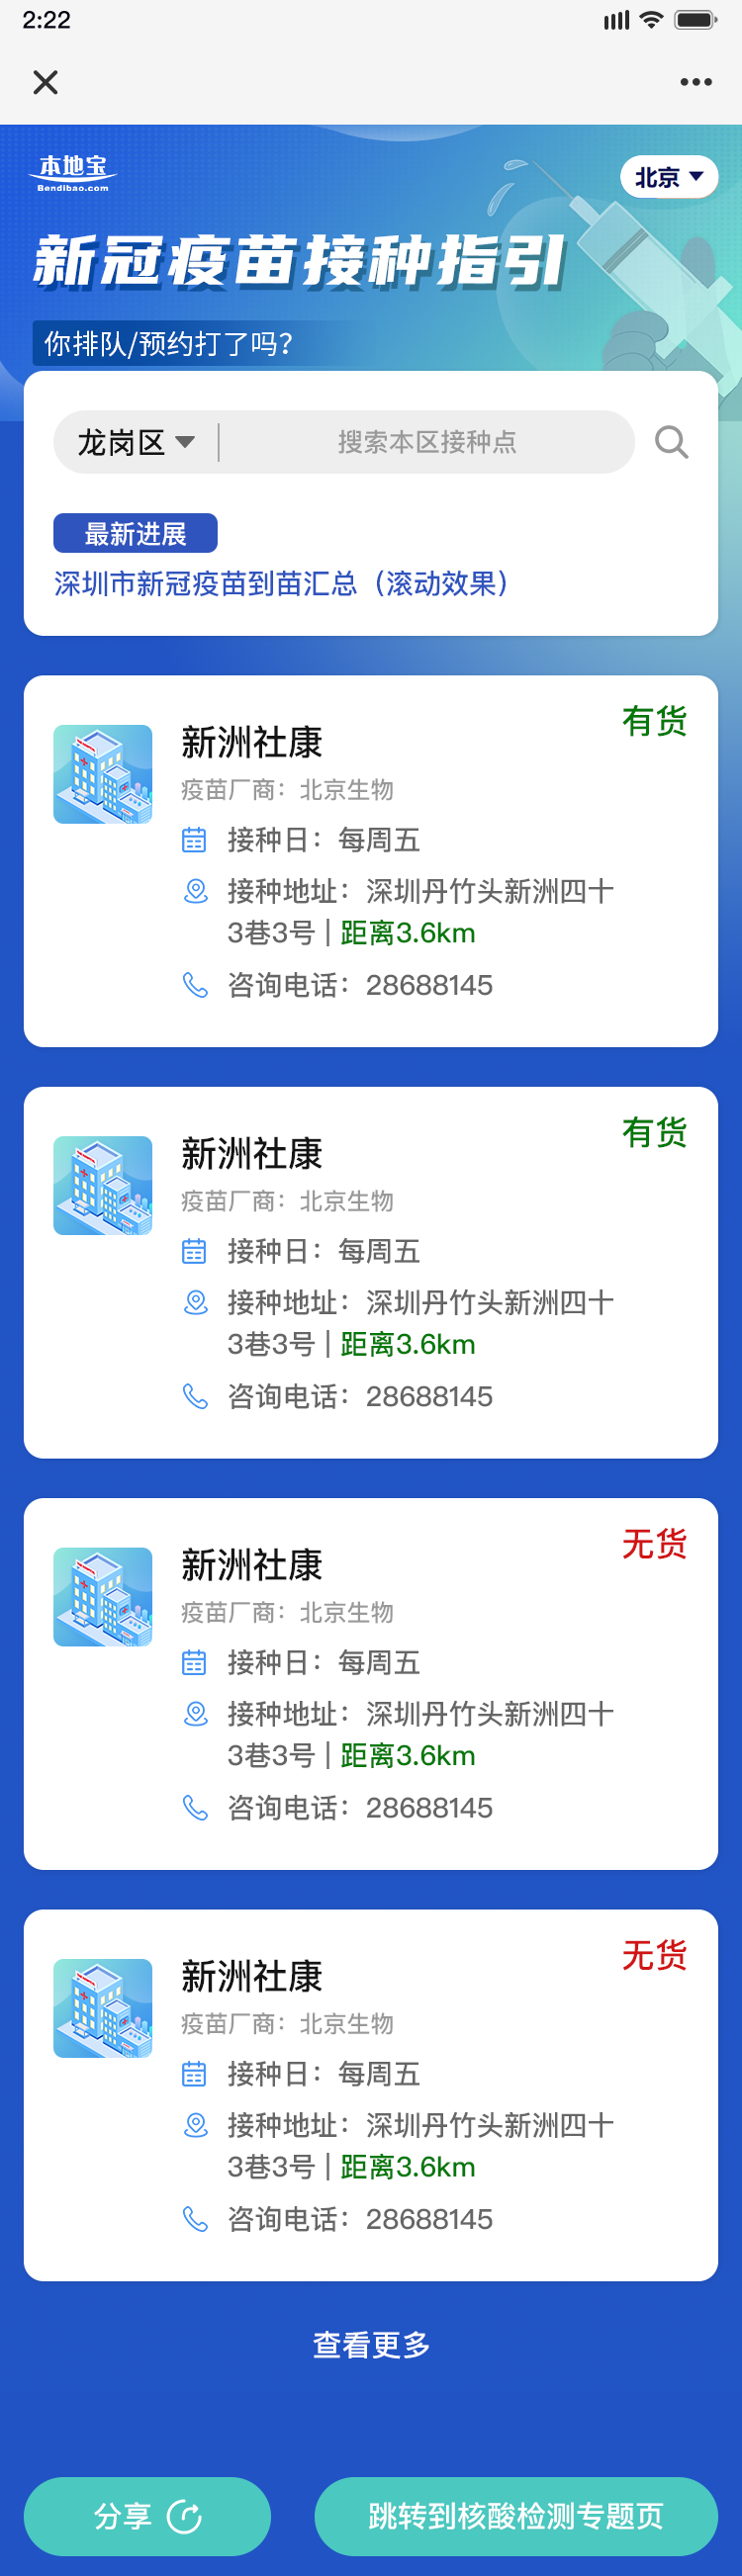 2:22
本地宝
Bendibao.com
北京
新冠疫苗接种指引
你排队/预约打了吗？
龙岗区
搜索本区接种点
最新进展
深圳市新冠疫苗到苗汇总（滚动效果）
有货
新洲社康
疫苗厂商：北京生物
接种日：每周五
接种地址：深圳丹竹头新洲四十
3巷3号 | 距离3.6km
咨询电话：28688145
有货
新洲社康
疫苗厂商：北京生物
接种日：每周五
接种地址：深圳丹竹头新洲四十
3巷3号 | 距离3.6km
咨询电话：28688145
无货
新洲社康
疫苗厂商：北京生物
接种日：每周五
接种地址：深圳丹竹头新洲四十
3巷3号 | 距离3.6km
咨询电话：28688145
无货
新洲社康
疫苗厂商：北京生物
接种日：每周五
接种地址：深圳丹竹头新洲四十
3巷3号 | 距离3.6km
咨询电话：28688145
查看更多
分享
跳转到核酸检测专题页